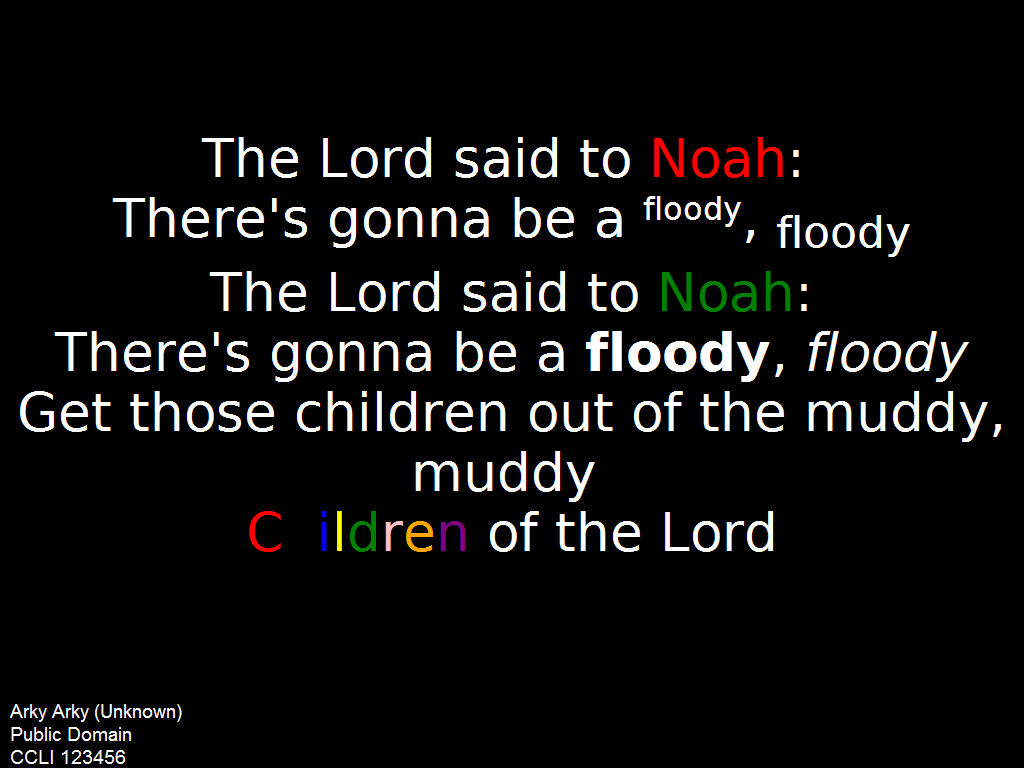 The Lord said to Noah:
There's gonna be a floody, floody
The Lord said to Noah:
There's gonna be a floody, floody
Get those children out of the muddy,
muddy
C ildren of the Lord
Arky Arky (Unknown)
Public Domain
CCLI 123456